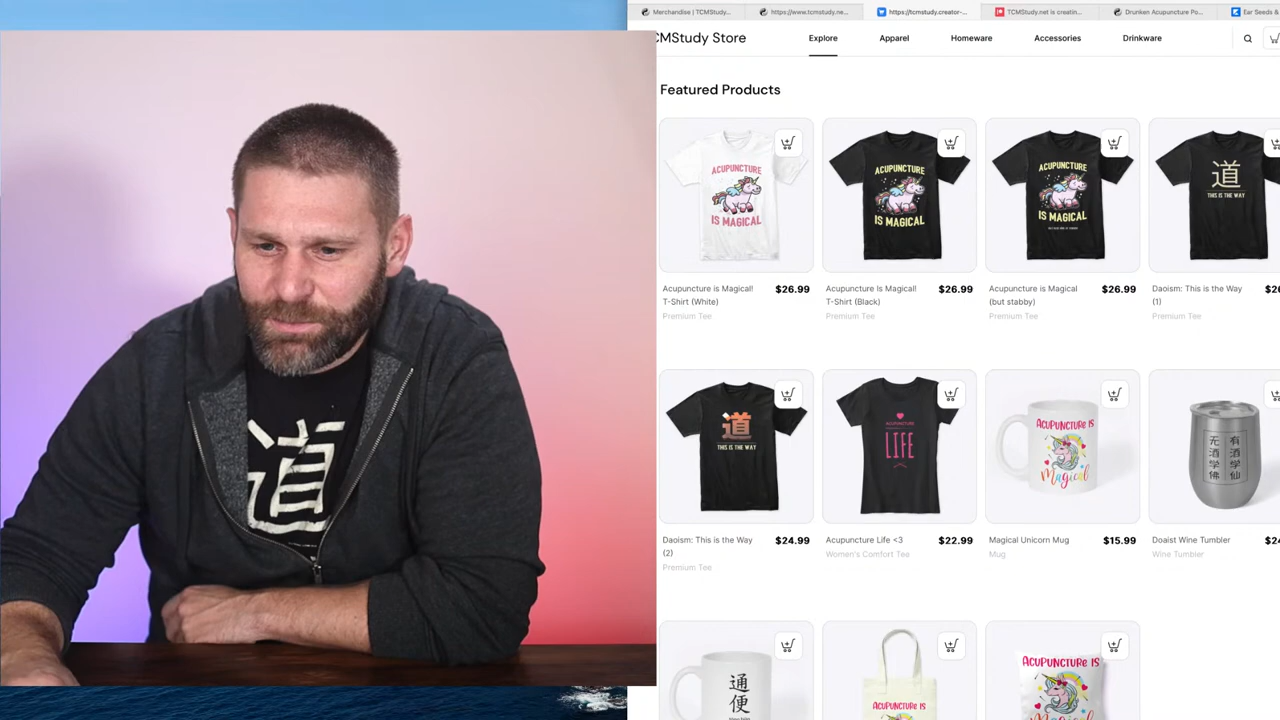 Merchandise | TCMStudy...
https://www.tcmstudy.ne...
https://tcmstudy.creator-...
TCMStudy.net is creatin...
Drunken Acupuncture Po...
Ear Seeds &
CMStudy Store
Explore
Apparel
Homeware
Accessories
Drinkware
Featured Products
ACUPUNCTURE
IS MAGICAL
ACUPUNCTURE
IS MAGICAL
ACUPUNCTURE
IS MAGICAL
道
THIS IS THE WAY
Acupuncture is Magical!
T-Shirt (White)
$26.99
Premium Tee
Acupuncture Is Magical!
T-Shirt (Black)
$26.99
Premium Tee
Acupuncture is Magical
(but stabby)
$26.99
Premium Tee
Daoism: This is the Way
(1)
Premium Tee
道
道
THIS IS THE WAY
ACUPUNCTURE
LIFE
ACUPUNCTURE IS
Magical
无酒学佛
有酒学仙
Daoism: This is the Way
(2)
$24.99
Premium Tee
Acupuncture Life <3
$22.99
Women's Comfort Tee
Magical Unicorn Mug
$15.99
Mug
Doaist Wine Tumbler
Wine Tumbler
通便
ACUPUNCTURE IS
ACUPUNCTURE IS